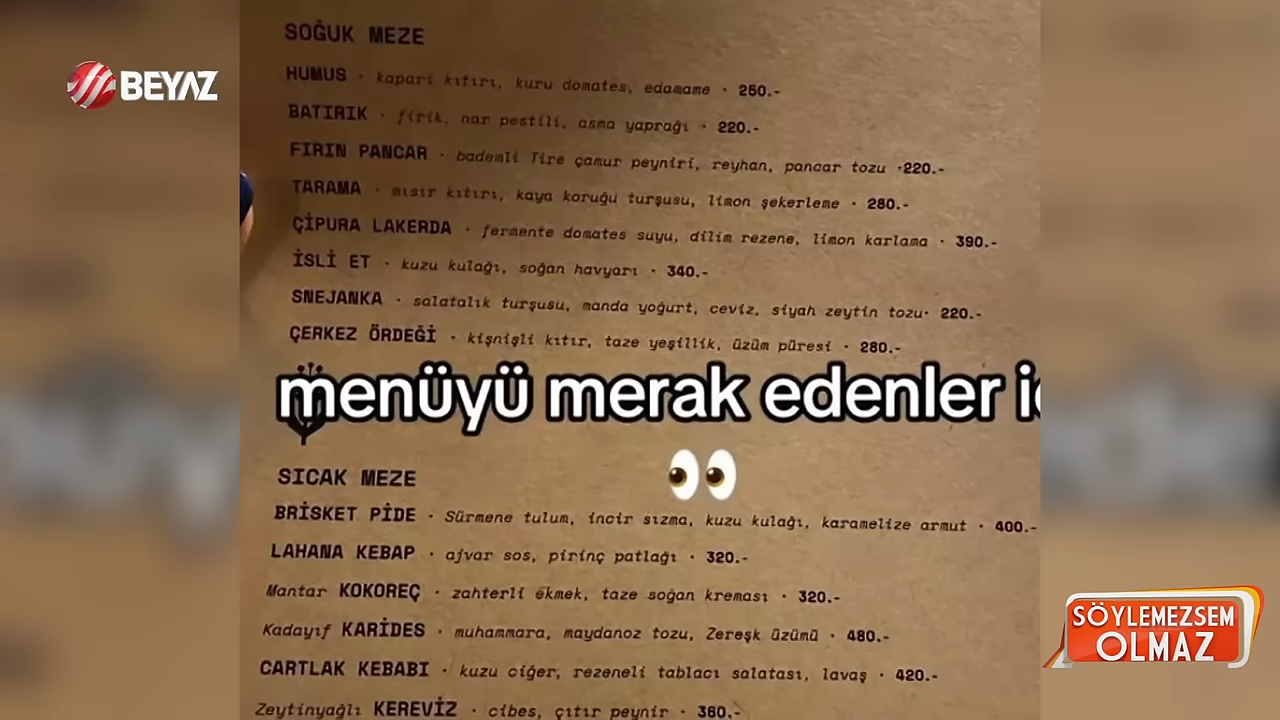 BEYAZ
SOĞUK MEZE
HUMUS · kapari kıtırı, kuru domates, edamame · 250.-
BATIRIK · firik, nar pestili, asma yaprağı · 220.-
FIRIN PANCAR · bademli Tire çamur peyniri, reyhan, pancar tozu ·220.-
TARAMA · mısır kıtırı, kaya koruğu turşusu, limon şekerleme · 280.-
ÇİPURA LAKERDA · fermente domates suyu, dilim rezene, limon karlama · 390.-
İSLİ ET · kuzu kulağı, soğan havyarı · 340.-
SNEJANKA · salatalık turşusu, manda yoğurt, ceviz, siyah zeytin tozu· 220.-
ÇERKEZ ÖRDEĞİ · kişnişli kıtır, taze yeşillik, üzüm püresi · 280.-
menüyü merak edenler
SICAK MEZE
BRİSKET PİDE · Sürmene tulum, incir sızma, kuzu kulağı, karamelize armut · 400.-
LAHANA KEBAP · ajvar sos, pirinç patlağı · 320.-
Mantar KOKOREÇ · zahterli ekmek, taze soğan kreması · 320.-
Kadayıf KARİDES · muhammara, maydanoz tozu, Zereşk üzümü · 480.-
CARTLAK KEBABI · kuzu ciğer, rezeneli tablacı salatası, lavaş · 420.-
Zeytinyağlı KEREVİZ · cibes, çıtır peynir · 360.-
SÖYLEMEZSEM
OLMAZ